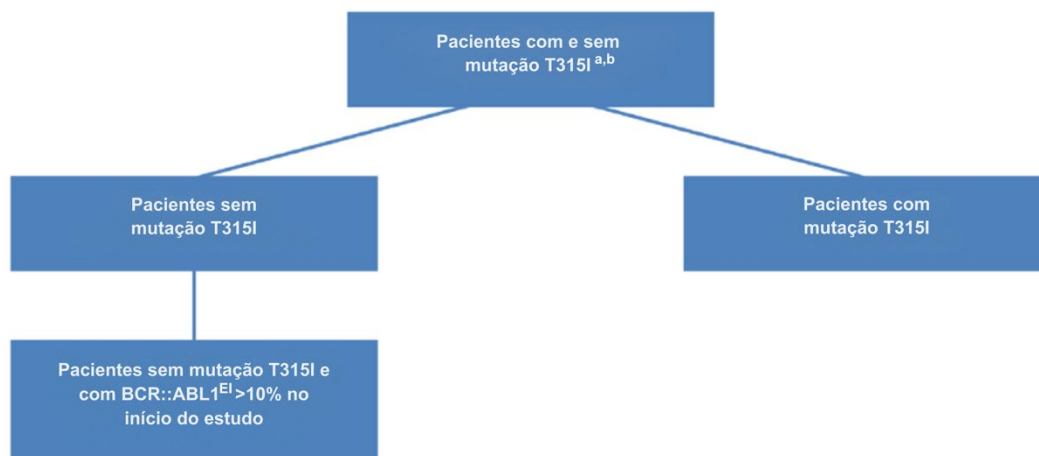 Pacientes com e sem
mutação T315I a,b
Pacientes sem
mutação T315I
Pacientes com
mutação T315I
Pacientes sem mutação T315I e
com BCR::ABL1EI >10% no
início do estudo